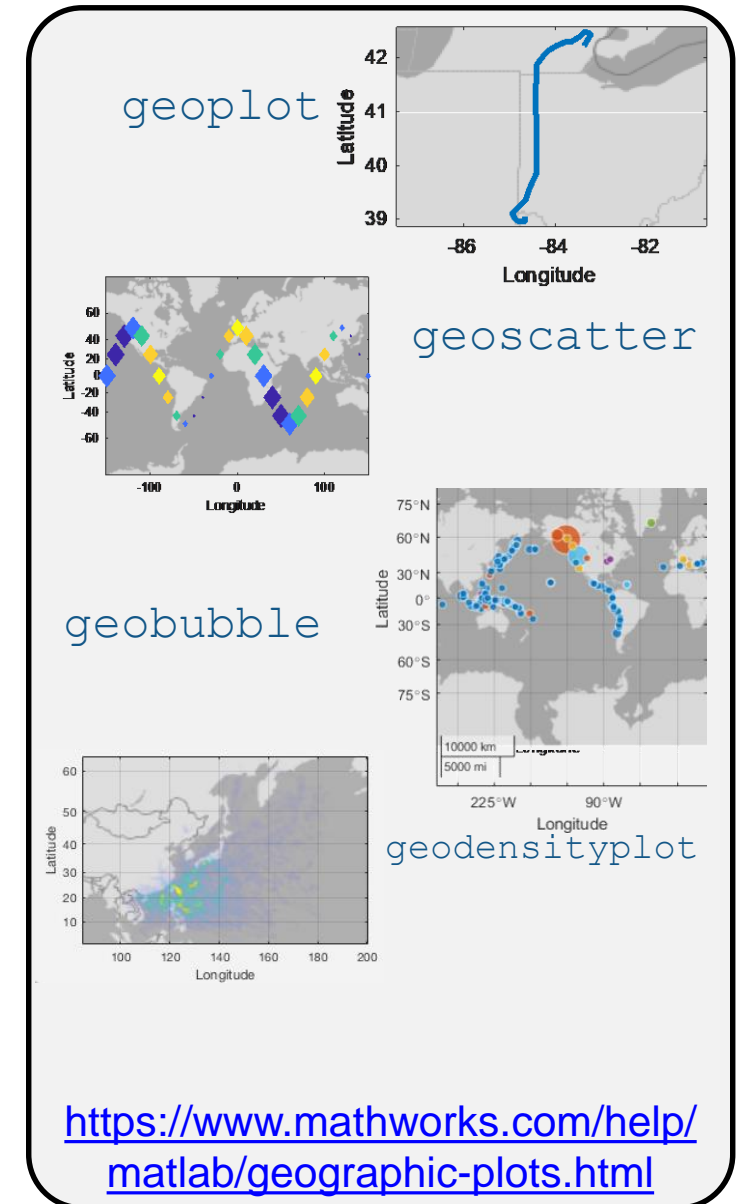 geoplot
42
41
40
39
Latitude
-86 -84 -82
Longitude
geoscatter
60
40
20
0
-20
-40
-60
Latitude
-100 0 100
Longitude
geobubble
75°N
60°N
30°N
0°
30°S
60°S
75°S
Latitude
10000 km
5000 mi
225°W 90°W
Longitude
geodensityplot
60
50
40
30
20
10
Latitude
100 120 140 160 180 200
Longitude
https://www.mathworks.com/help/
matlab/geographic-plots.html